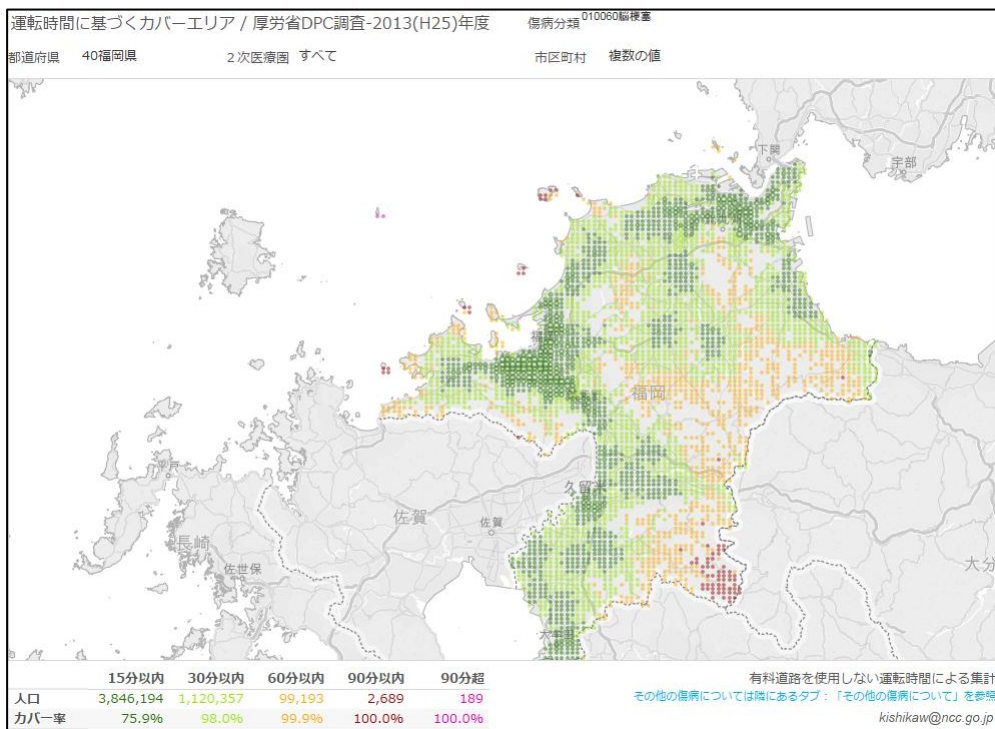 運転時間に基づくカバーエリア / 厚労省DPC調査-2013(H25)年度
傷病分類 010060脳梗塞
都道府県 40福岡県 2次医療圏 すべて 市区町村 複数の値
下関
宇部
福岡
久留米
佐賀
佐賀
平戸
長崎
佐世保
大分
大牟田
15分以内 30分以内 60分以内 90分以内 90分超
人口 3,846,194 1,120,357 99,193 2,689 189
カバー率 75.9% 98.0% 99.9% 100.0% 100.0%
有料道路を使用しない運転時間による集計
その他の傷病については隣にあるタブ：「その他の傷病について」を参照
kishikaw@ncc.go.jp